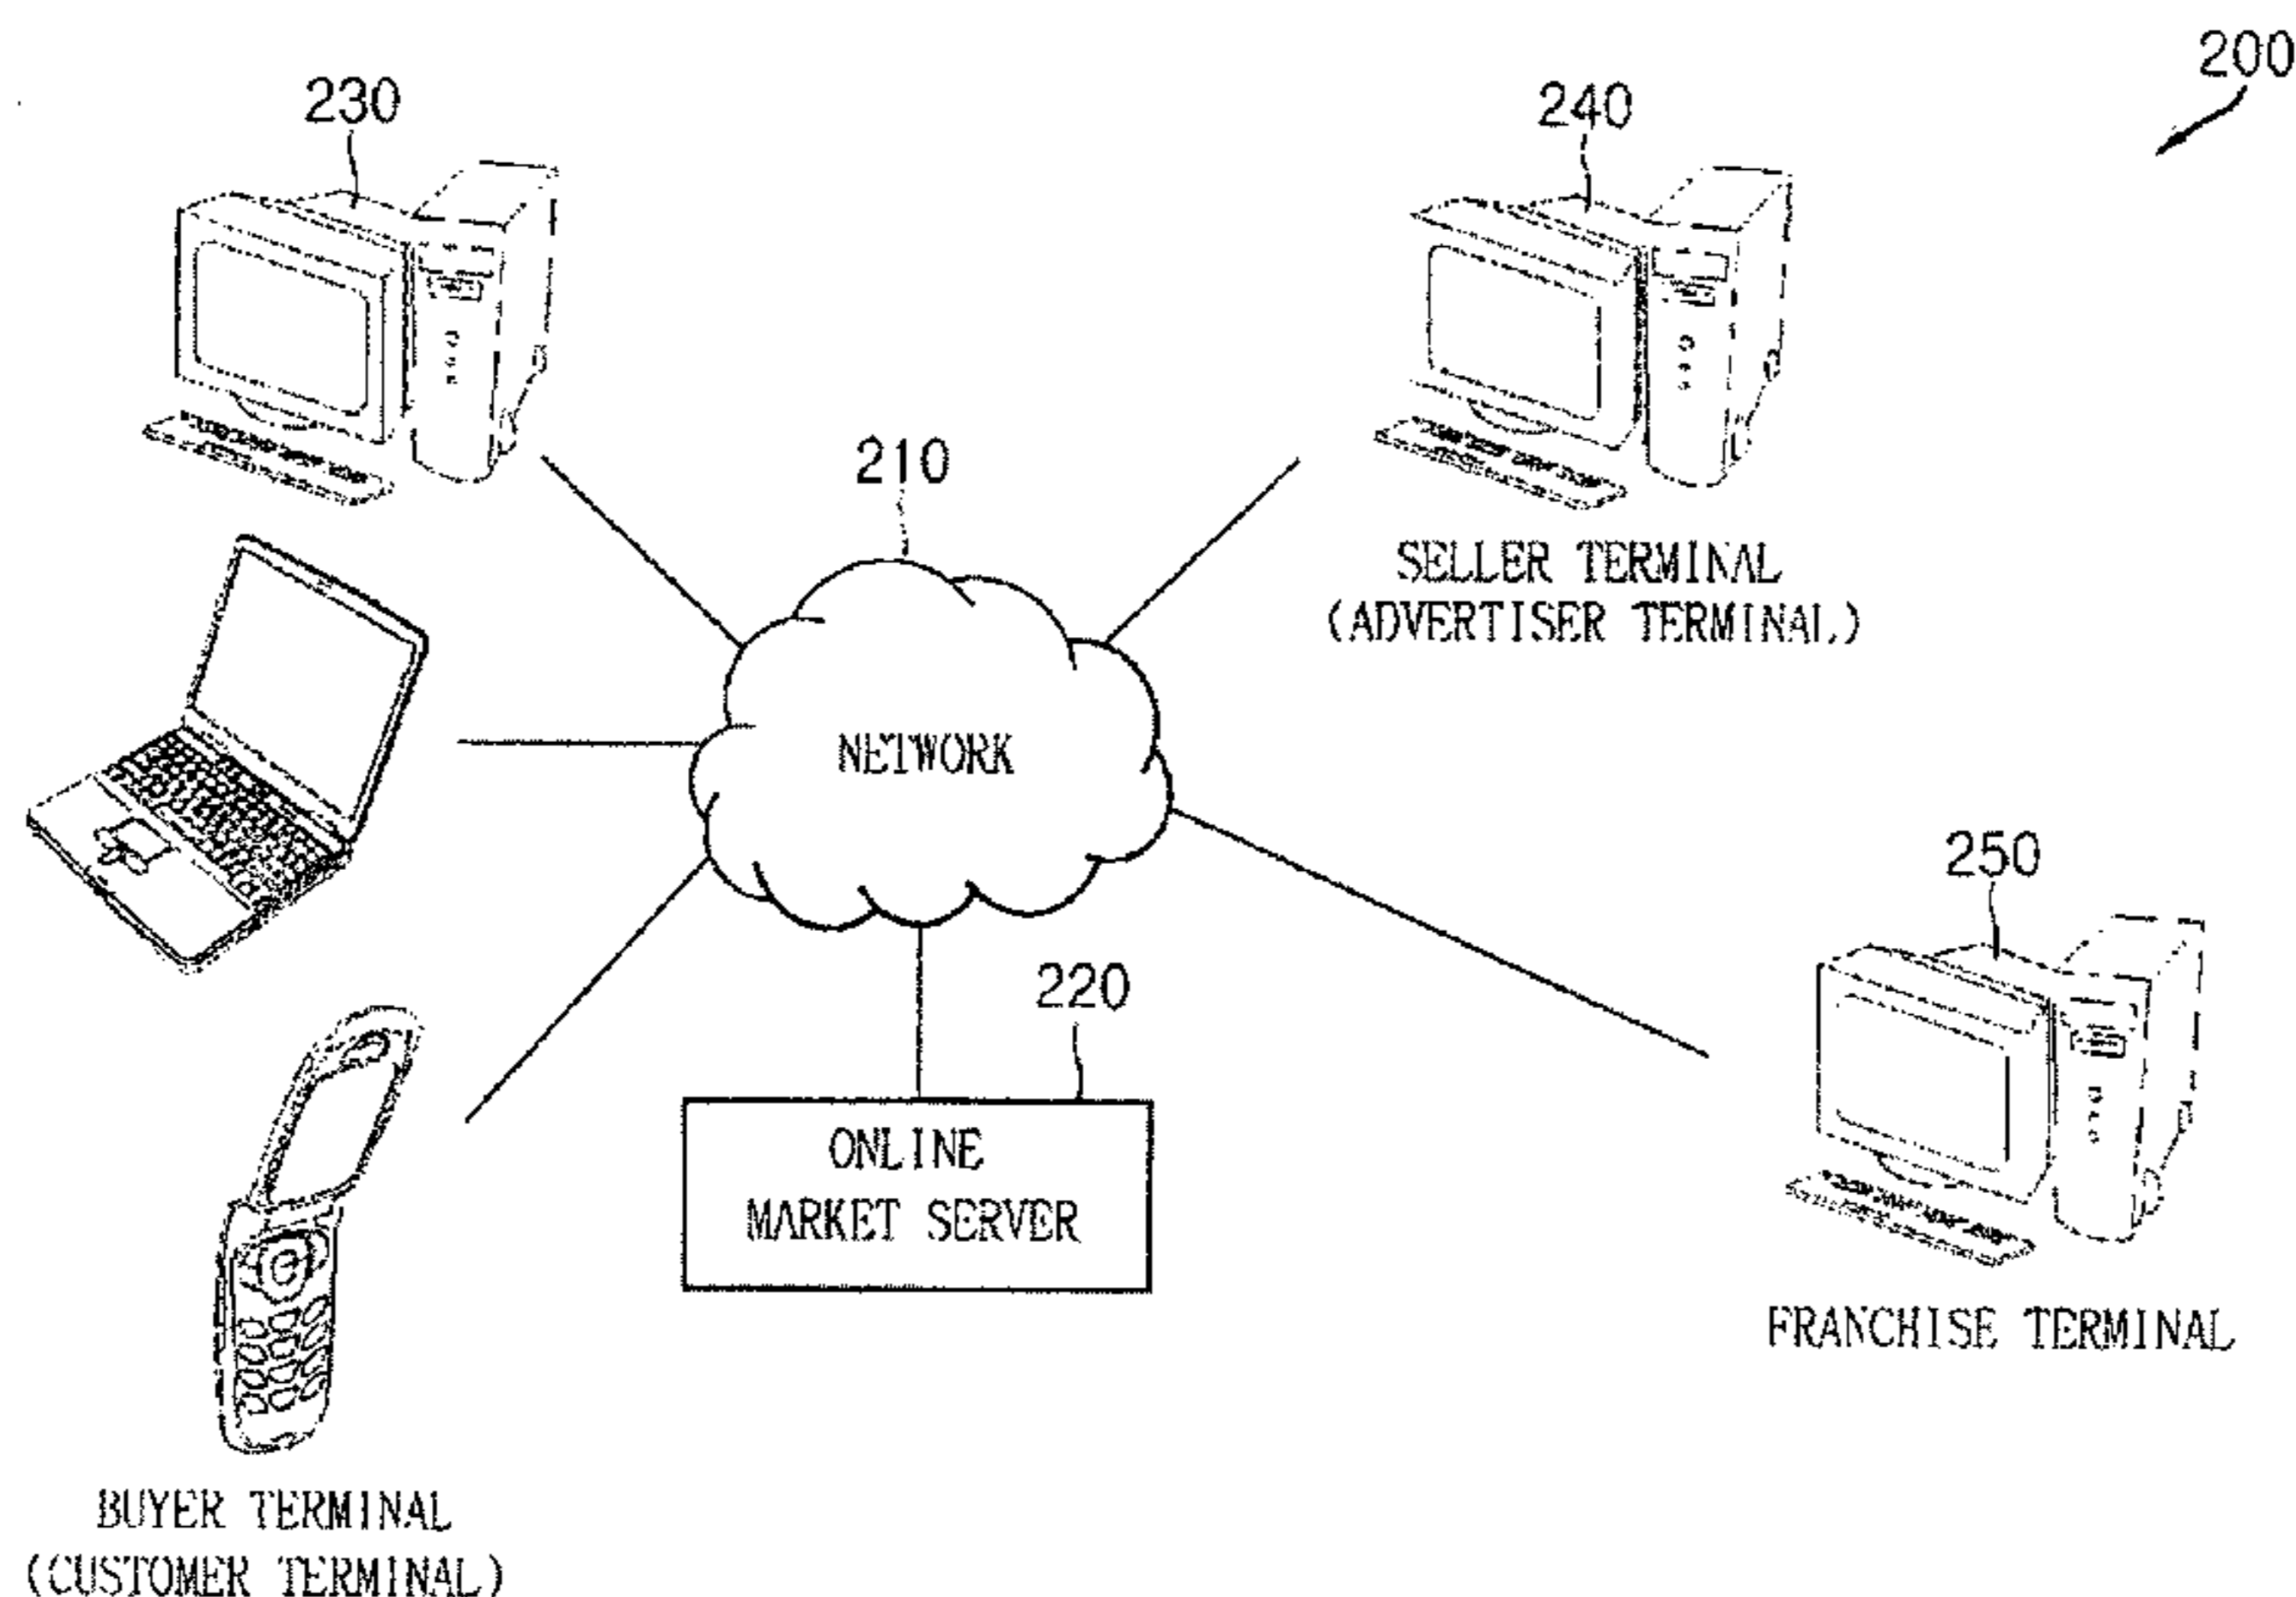 200
230
240
210
SELLER TERMINAL
(ADVERTISER TERMINAL)
NETWORK
250
220
ONLINE
MARKET SERVER
FRANCHISE TERMINAL
BUYER TERMINAL
(CUSTOMER TERMINAL)